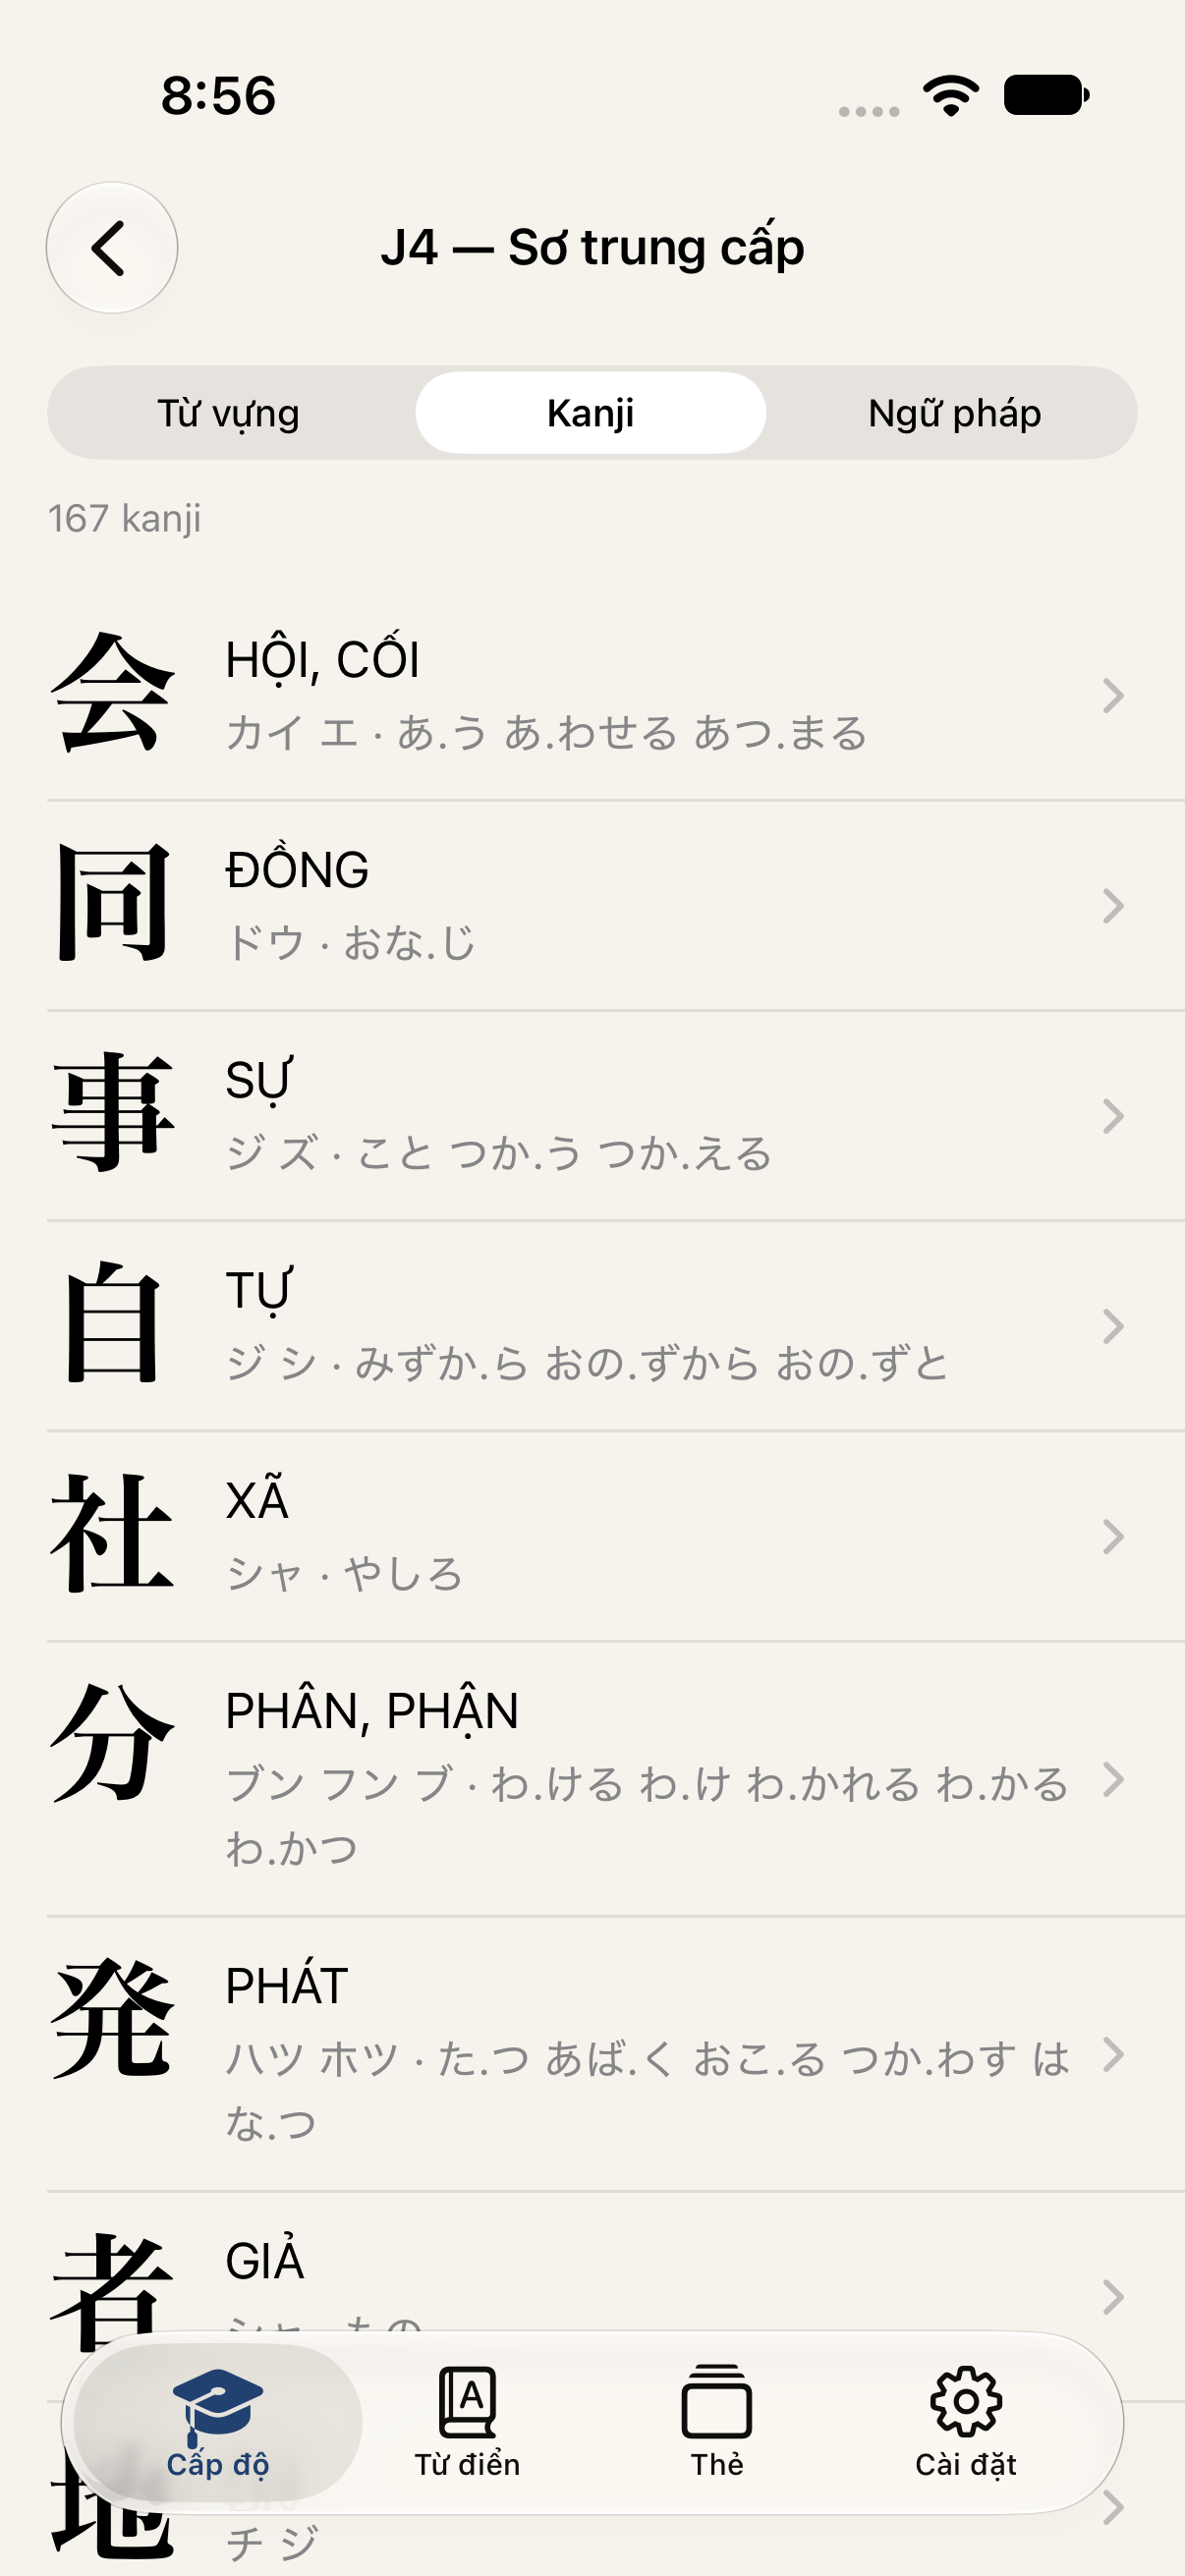 8:56
J4 — Sơ trung cấp
Từ vựng
Kanji
Ngữ pháp
167 kanji
会
HỘI, CỐI
カイ エ · あ.う あ.わせる あつ.まる
同
ĐỒNG
ドウ · おな.じ
事
SỰ
ジ ズ · こと つか.う つか.える
自
TỰ
ジ シ · みずか.ら おの.ずから おの.ずと
社
XÃ
シャ · やしろ
分
PHÂN, PHẬN
ブン フン ブ · わ.ける わ.け わ.かれる わ.かる
わ.かつ
発
PHÁT
ハツ ホツ · た.つ あば.く おこ.る つか.わす は
な.つ
者
GIẢ
シャ · もの
地
チ ジ
Cấp độ
A
Từ điển
Thẻ
Cài đặt